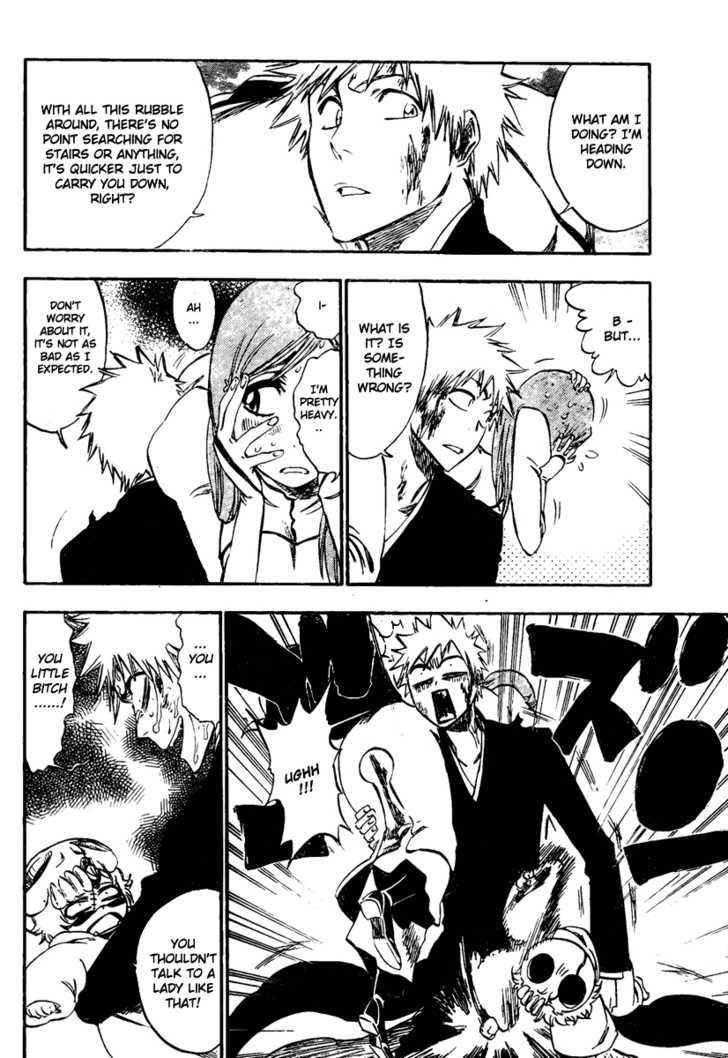 WHAT AM I
DOING? I'M
HEADING
DOWN.
WITH ALL THIS RUBBLE
AROUND, THERE'S NO
POINT SEARCHING FOR
STAIRS OR ANYTHING,
IT'S QUICKER JUST TO
CARRY YOU DOWN,
RIGHT?
B -
BUT...
WHAT IS
IT? IS
SOME-
THING
WRONG?
I-
I'M
PRETTY
HEAVY.
..
AH
...
DON'T
WORRY
ABOUT IT,
IT'S NOT AS
BAD AS I
EXPECTED.
ズン
UGHH
!!!
...
YOU
...
YOU
LITTLE
BITCH
......!
YOU
THOULDN'T
TALK TO A
LADY LIKE
THAT!